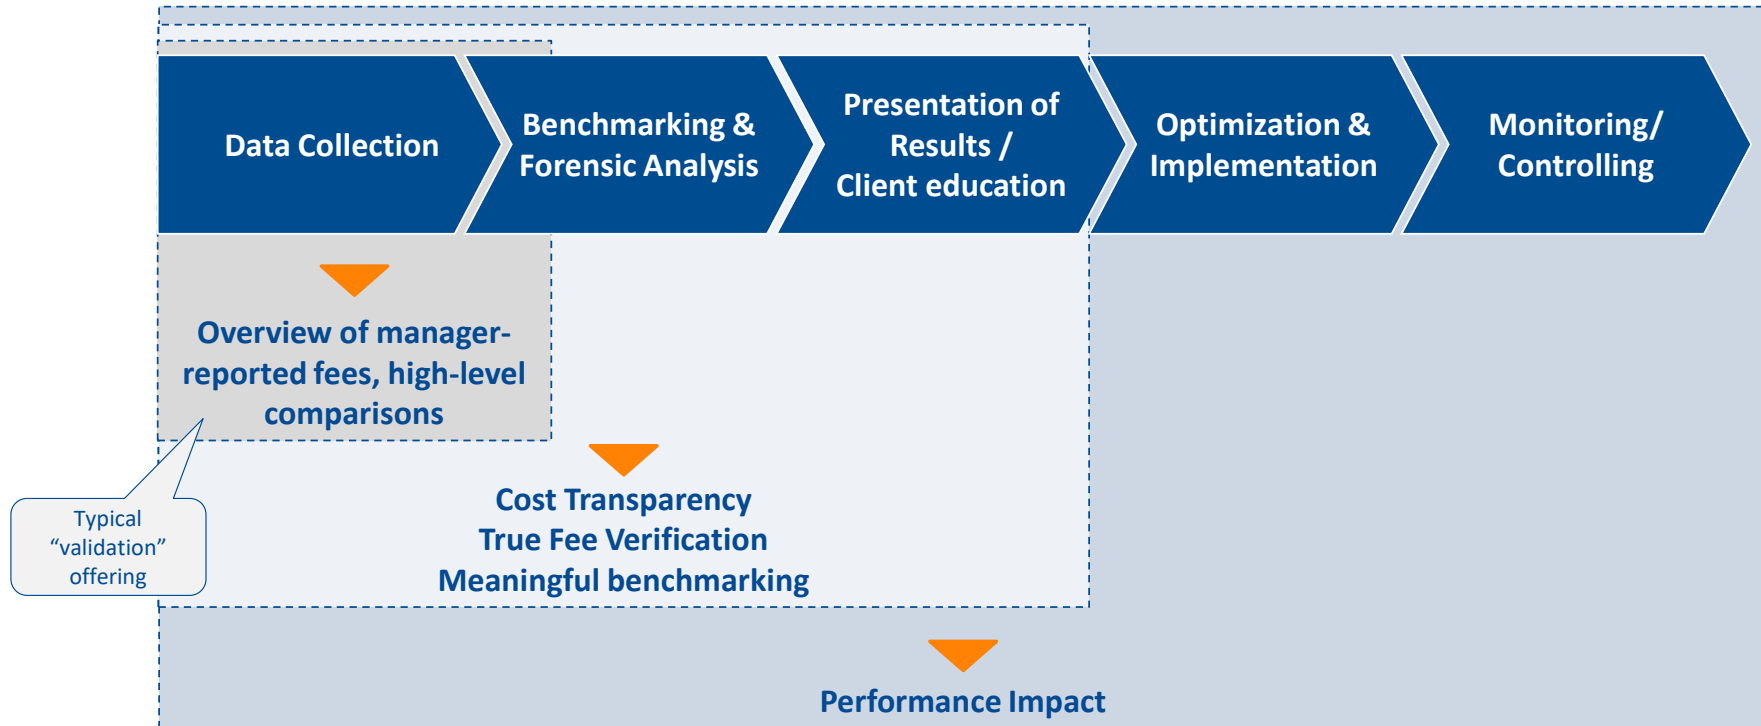 Data Collection
Benchmarking &
Forensic Analysis
Presentation of
Results /
Client education
Optimization &
Implementation
Monitoring/
Controlling
Overview of manager-
reported fees, high-level
comparisons
Typical
“validation”
offering
Cost Transparency
True Fee Verification
Meaningful benchmarking
Performance Impact